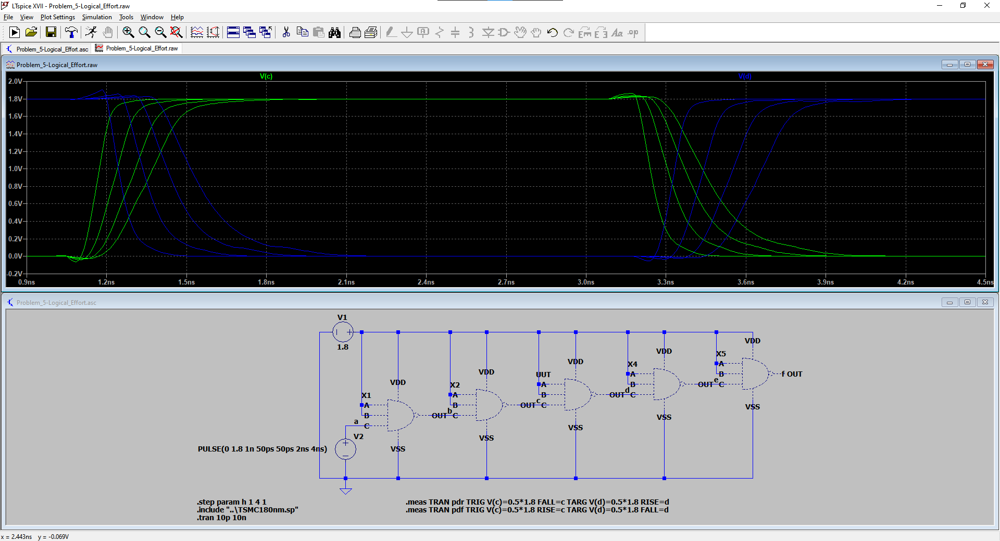 LTspice XVII - Problem_5-Logical_Effort.raw
File View Plot Settings Simulation Tools Window Help
Problem_5-Logical_Effort.asc Problem_5-Logical_Effort.raw
Problem_5-Logical_Effort.raw
V(c) V(d)
2.0V
1.8V
1.6V
1.4V
1.2V
1.0V
0.8V
0.6V
0.4V
0.2V
0.0V
-0.2V
0.9ns 1.2ns 1.5ns 1.8ns 2.1ns 2.4ns 2.7ns 3.0ns 3.3ns 3.6ns 3.9ns 4.2ns 4.5ns
Problem_5-Logical_Effort.asc
V1
1.8
VDD
X1
A
B
a
C
OUT
VSS
V2
PULSE(0 1.8 1n 50ps 50ps 2ns 4ns)
VDD
X2
A
B
b
C
OUT
VSS
VDD
UUT
A
B
c
C
OUT
VSS
VDD
X4
A
B
d
C
OUT
VSS
VDD
X5
A
B
e
C
f OUT
VSS
.step param h 1 4 1
.include "..\TSMC180nm.sp"
.tran 10p 10n
.meas TRAN pdr TRIG V(c)=0.5*1.8 FALL=c TARG V(d)=0.5*1.8 RISE=d
.meas TRAN pdf TRIG V(c)=0.5*1.8 RISE=c TARG V(d)=0.5*1.8 FALL=d
x = 2.443ns y = -0.069V